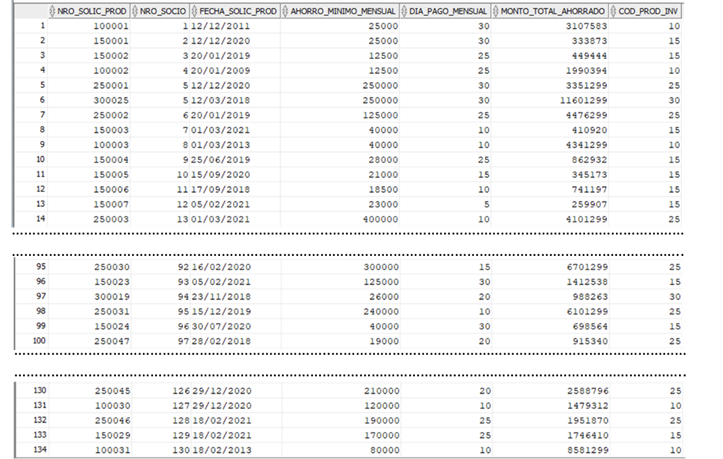 NRO_SOLIC_PROD NRO_SOCIO FECHA_SOLIC_PROD AHORRO_MINIMO_MENSUAL DIA_PAGO_MENSUAL MONTO_TOTAL_AHORRADO COD_PROD_INV
1 100001 1 12/12/2011 25000 30 3107583 10
2 150001 2 12/12/2020 25000 30 333873 15
3 150002 3 20/01/2019 12500 25 449444 15
4 100002 4 20/01/2009 12500 25 1990394 10
5 250001 5 12/12/2020 250000 30 3351299 25
6 300025 5 12/03/2018 250000 30 11601299 30
7 250002 6 20/01/2019 125000 25 4476299 25
8 150003 7 01/03/2021 40000 10 410920 15
9 100003 8 01/03/2013 40000 10 4341299 10
10 150004 9 25/06/2019 28000 25 862932 15
11 150005 10 15/09/2020 21000 15 345173 15
12 150006 11 17/09/2018 18500 10 741197 15
13 150007 12 05/02/2021 23000 5 259907 15
14 250003 13 01/03/2021 400000 10 4101299 25
95 250030 92 16/02/2020 300000 15 6701299 25
96 150023 93 05/02/2021 125000 30 1412538 15
97 300019 94 23/11/2018 26000 20 988263 30
98 250031 95 15/12/2019 240000 10 6101299 25
99 150024 96 30/07/2020 40000 30 698564 15
100 250047 97 28/02/2018 19000 20 915340 25
130 250045 126 29/12/2020 210000 20 2588796 25
131 100030 127 29/12/2020 120000 10 1479312 10
132 250046 128 18/02/2021 190000 25 1951870 25
133 150029 129 18/02/2021 170000 25 1746410 15
134 100031 130 18/02/2013 80000 10 8581299 10